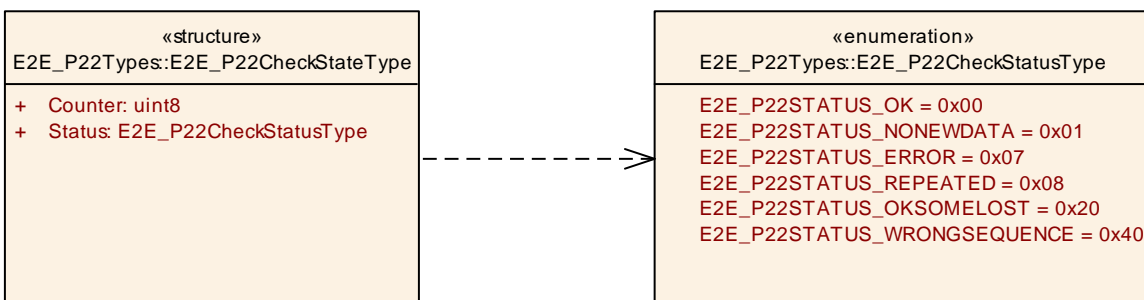 «structure»
E2E_P22Types::E2E_P22CheckStateType
+ Counter: uint8
+ Status: E2E_P22CheckStatusType
«enumeration»
E2E_P22Types::E2E_P22CheckStatusType
E2E_P22STATUS_OK = 0x00
E2E_P22STATUS_NONEWDATA = 0x01
E2E_P22STATUS_ERROR = 0x07
E2E_P22STATUS_REPEATED = 0x08
E2E_P22STATUS_OKSOMELOST = 0x20
E2E_P22STATUS_WRONGSEQUENCE = 0x40